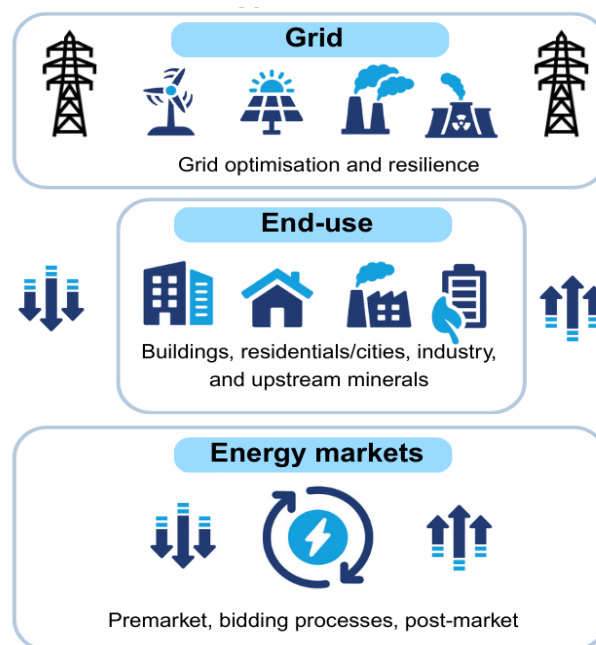 Grid
Grid optimisation and resilience
End-use
Buildings, residentials/cities, industry,
and upstream minerals
Energy markets
Premarket, bidding processes, post-market